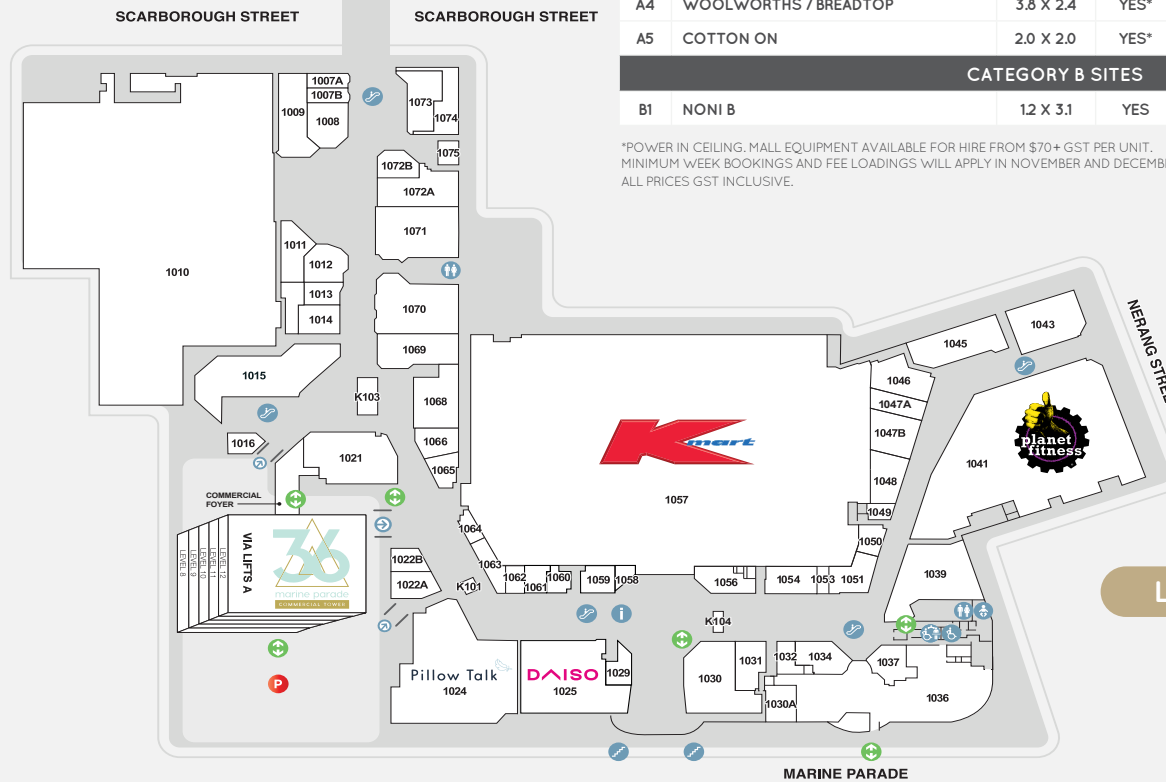 SCARBOROUGH STREET
SCARBOROUGH STREET
A4 WOOLWORTHS / BREADTOP 3.8 X 2.4 YES*
A5 COTTON ON 2.0 X 2.0 YES*
CATEGORY B SITES
B1 NONI B 1.2 X 3.1 YES
*POWER IN CEILING. MALL EQUIPMENT AVAILABLE FOR HIRE FROM $70+ GST PER UNIT.
MINIMUM WEEK BOOKINGS AND FEE LOADINGS WILL APPLY IN NOVEMBER AND
ALL PRICES GST INCLUSIVE.
1007A
1007B
1009
1008
1073
1074
1075
1072B
1072A
1071
1011
1012
1013
1014
1010
1070
1069
1015
K103
1068
1066
1065
1016
1021
COMMERCIAL
FOYER
VIA LIFTS A
LEVEL 12
LEVEL 11
LEVEL 10
LEVEL 9
LEVEL 8
36
marine parade
COMMERCIAL TOWER
P
1022B
1022A
K101
1064
1063
1062
1061
1060
1059
1058
i
Kmart
1057
1056
1054
1053
1051
1050
1049
1048
1047B
1047A
1046
1045
1043
NERANG
planet
fitness
1041
1039
L
K104
Pillow Talk
1024
DAISO
1025
1029
1030
1031
1032
1034
1030A
1037
1036
MARINE PARADE